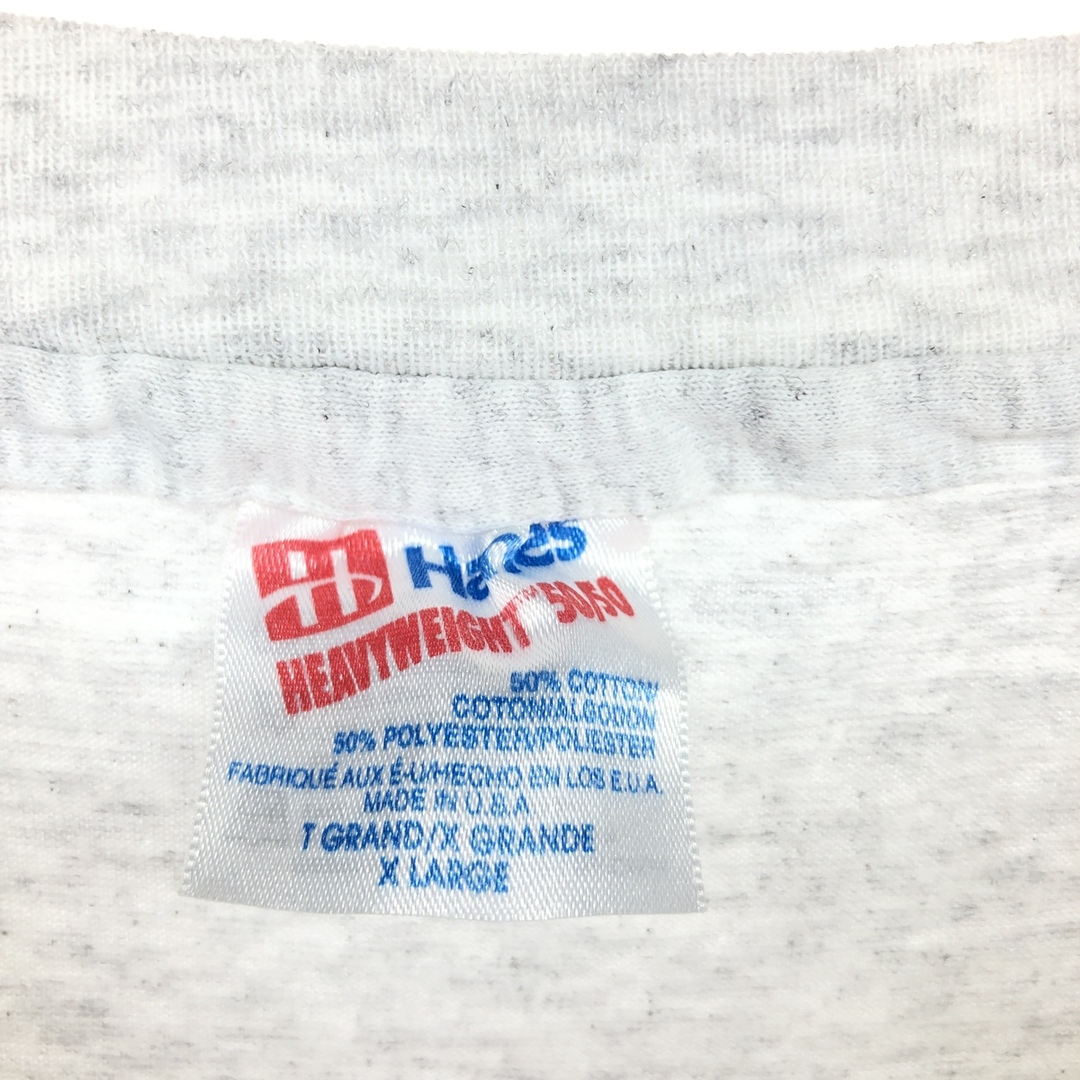 Hanes
HEAVYWEIGHT™ 50/50
50% COTTON/
COTON/ALGODON
50% POLYESTER/POLIESTER
FABRIQUÉ AUX É-U/HECHO EN LOS E.U.A.
MADE IN U.S.A
T GRAND/X GRANDE
X LARGE